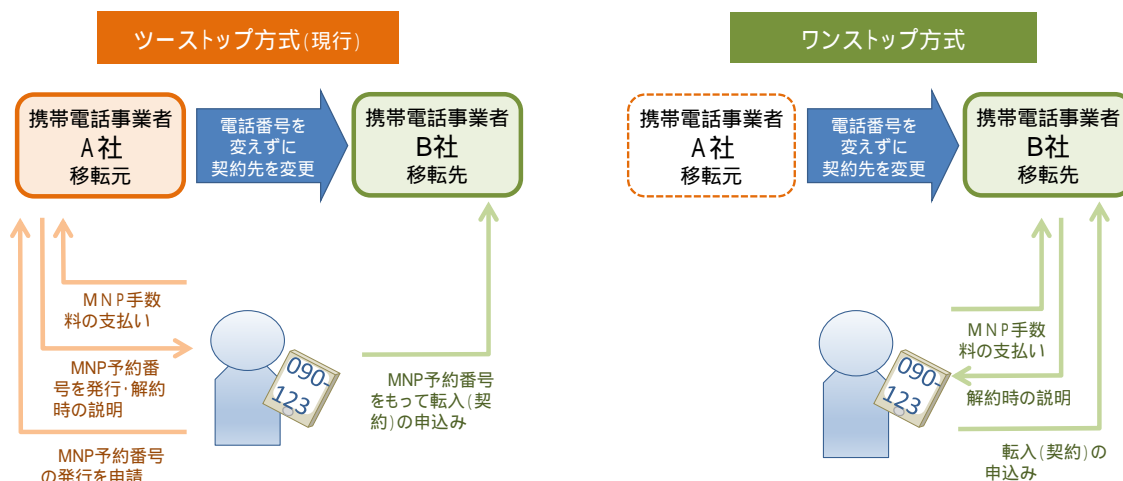 ツーストップ方式(現行)
携帯電話事業者
A社
移転元
電話番号を
変えずに
契約先を変更
携帯電話事業者
B社
移転先
MNP手数
料の支払い
MNP予約番
号を発行・解約
時の説明
MNP予約番号
の発行を申請
090-
123
MNP予約番号
をもって転入(契
約)の申込み
ワンストップ方式
携帯電話事業者
A社
移転元
電話番号を
変えずに
契約先を変更
携帯電話事業者
B社
移転先
MNP手数
料の支払い
解約時の説明
090-
123
転入(契約)の
申込み